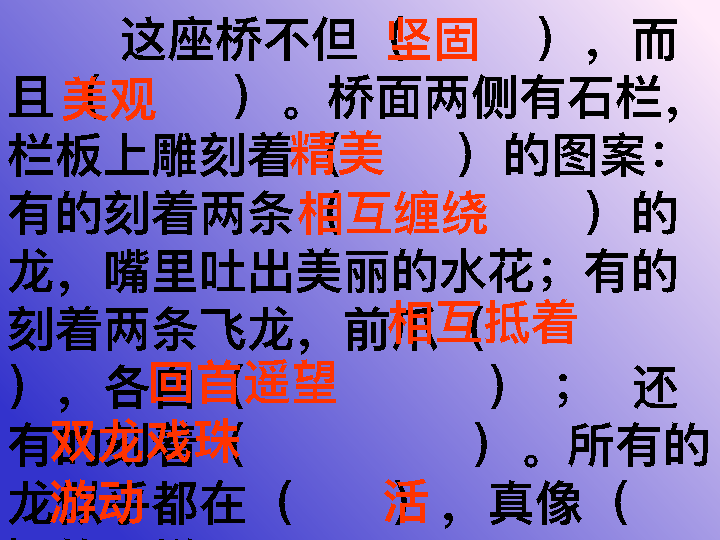 这座桥不但（坚固），而
且（美观）。桥面两侧有石栏，
栏板上雕刻着（精美）的图案：
有的刻着两条（相互缠绕）的
龙，嘴里吐出美丽的水花；有的
刻着两条飞龙，前爪（相互抵着
），各自（回首遥望）；还
有的刻着（双龙戏珠）。所有的
龙似乎都在（游动），真像（活